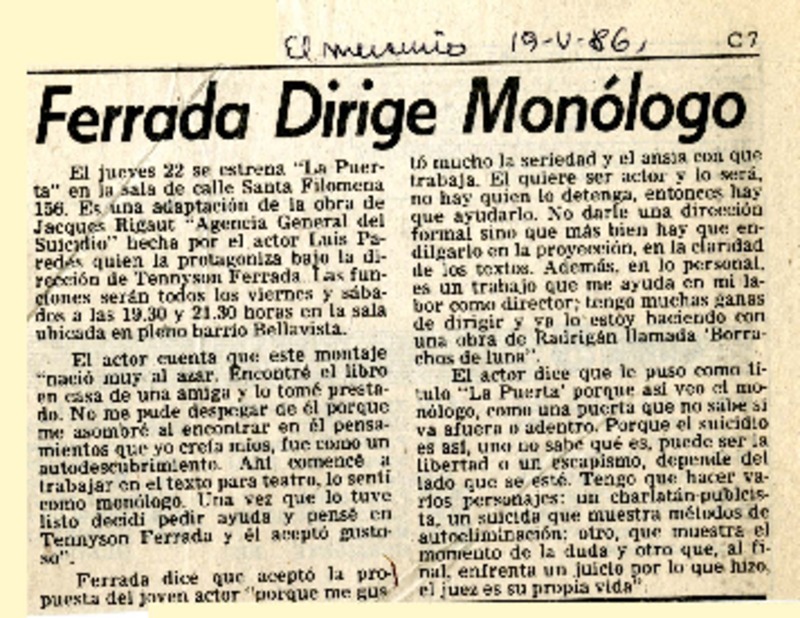 El Mercurio 19-V-86, C 7
Ferrada Dirige Monólogo
El jueves 22 se estrena "La Puer-
ta" en la sala de calle Santa Filomena
156. Es una adaptación de la obra de
Jacques Rigaut "Agencia General del
Suicidio" hecha por el actor Luis Pa-
redes quien la protagoniza bajo la di-
rección de Tennyson Ferrada. Las fun-
ciones serán todos los viernes y sába-
dos a las 19.30 y 21.30 horas en la sala
ubicada en pleno barrio Bellavista.
El actor cuenta que este montaje
"nació muy al azar. Encontré el libro
en casa de una amiga y lo tomé presta-
do. No me pude despegar de él porque
me asombré al encontrar en él pensa-
mientos que yo creía míos, fue como un
autodescubrimiento. Ahí comencé a
trabajar en el texto para teatro, lo sentí
como monólogo. Una vez que lo tuve
listo decidí pedir ayuda y pensé en
Tennyson Ferrada y él aceptó gusto-
so".
Ferrada dice que aceptó la pro-
puesta del joven actor "porque me gus
tó mucho la seriedad y el ansia con que
trabaja. El quiere ser actor y lo será,
no hay quien lo detenga, entonces hay
que ayudarlo. No darle una dirección
formal sino que más bien hay que en-
dilgarlo en la proyección, en la claridad
de los textos. Además, en lo personal,
es un trabajo que me ayuda en mi la-
bor como director; tengo muchas ganas
de dirigir y ya lo estoy haciendo con
una obra de Radrigán llamada 'Borra-
chos de luna".
El actor dice que le puso como tí-
tulo "La Puerta' porque así veo el mo-
nólogo, como una puerta que no sabe si
va afuera o adentro. Porque el suicidio
es así, uno no sabe qué es, puede ser la
libertad o un escapismo, depende del
lado que se esté. Tengo que hacer va-
rios personajes: un charlatán-publicis-
ta, un suicida que muestra métodos de
autoeliminación; otro, que muestra el
momento de la duda y otro que, al fi-
nal, enfrenta un juicio por lo que hizo,
el juez es su propia vida".